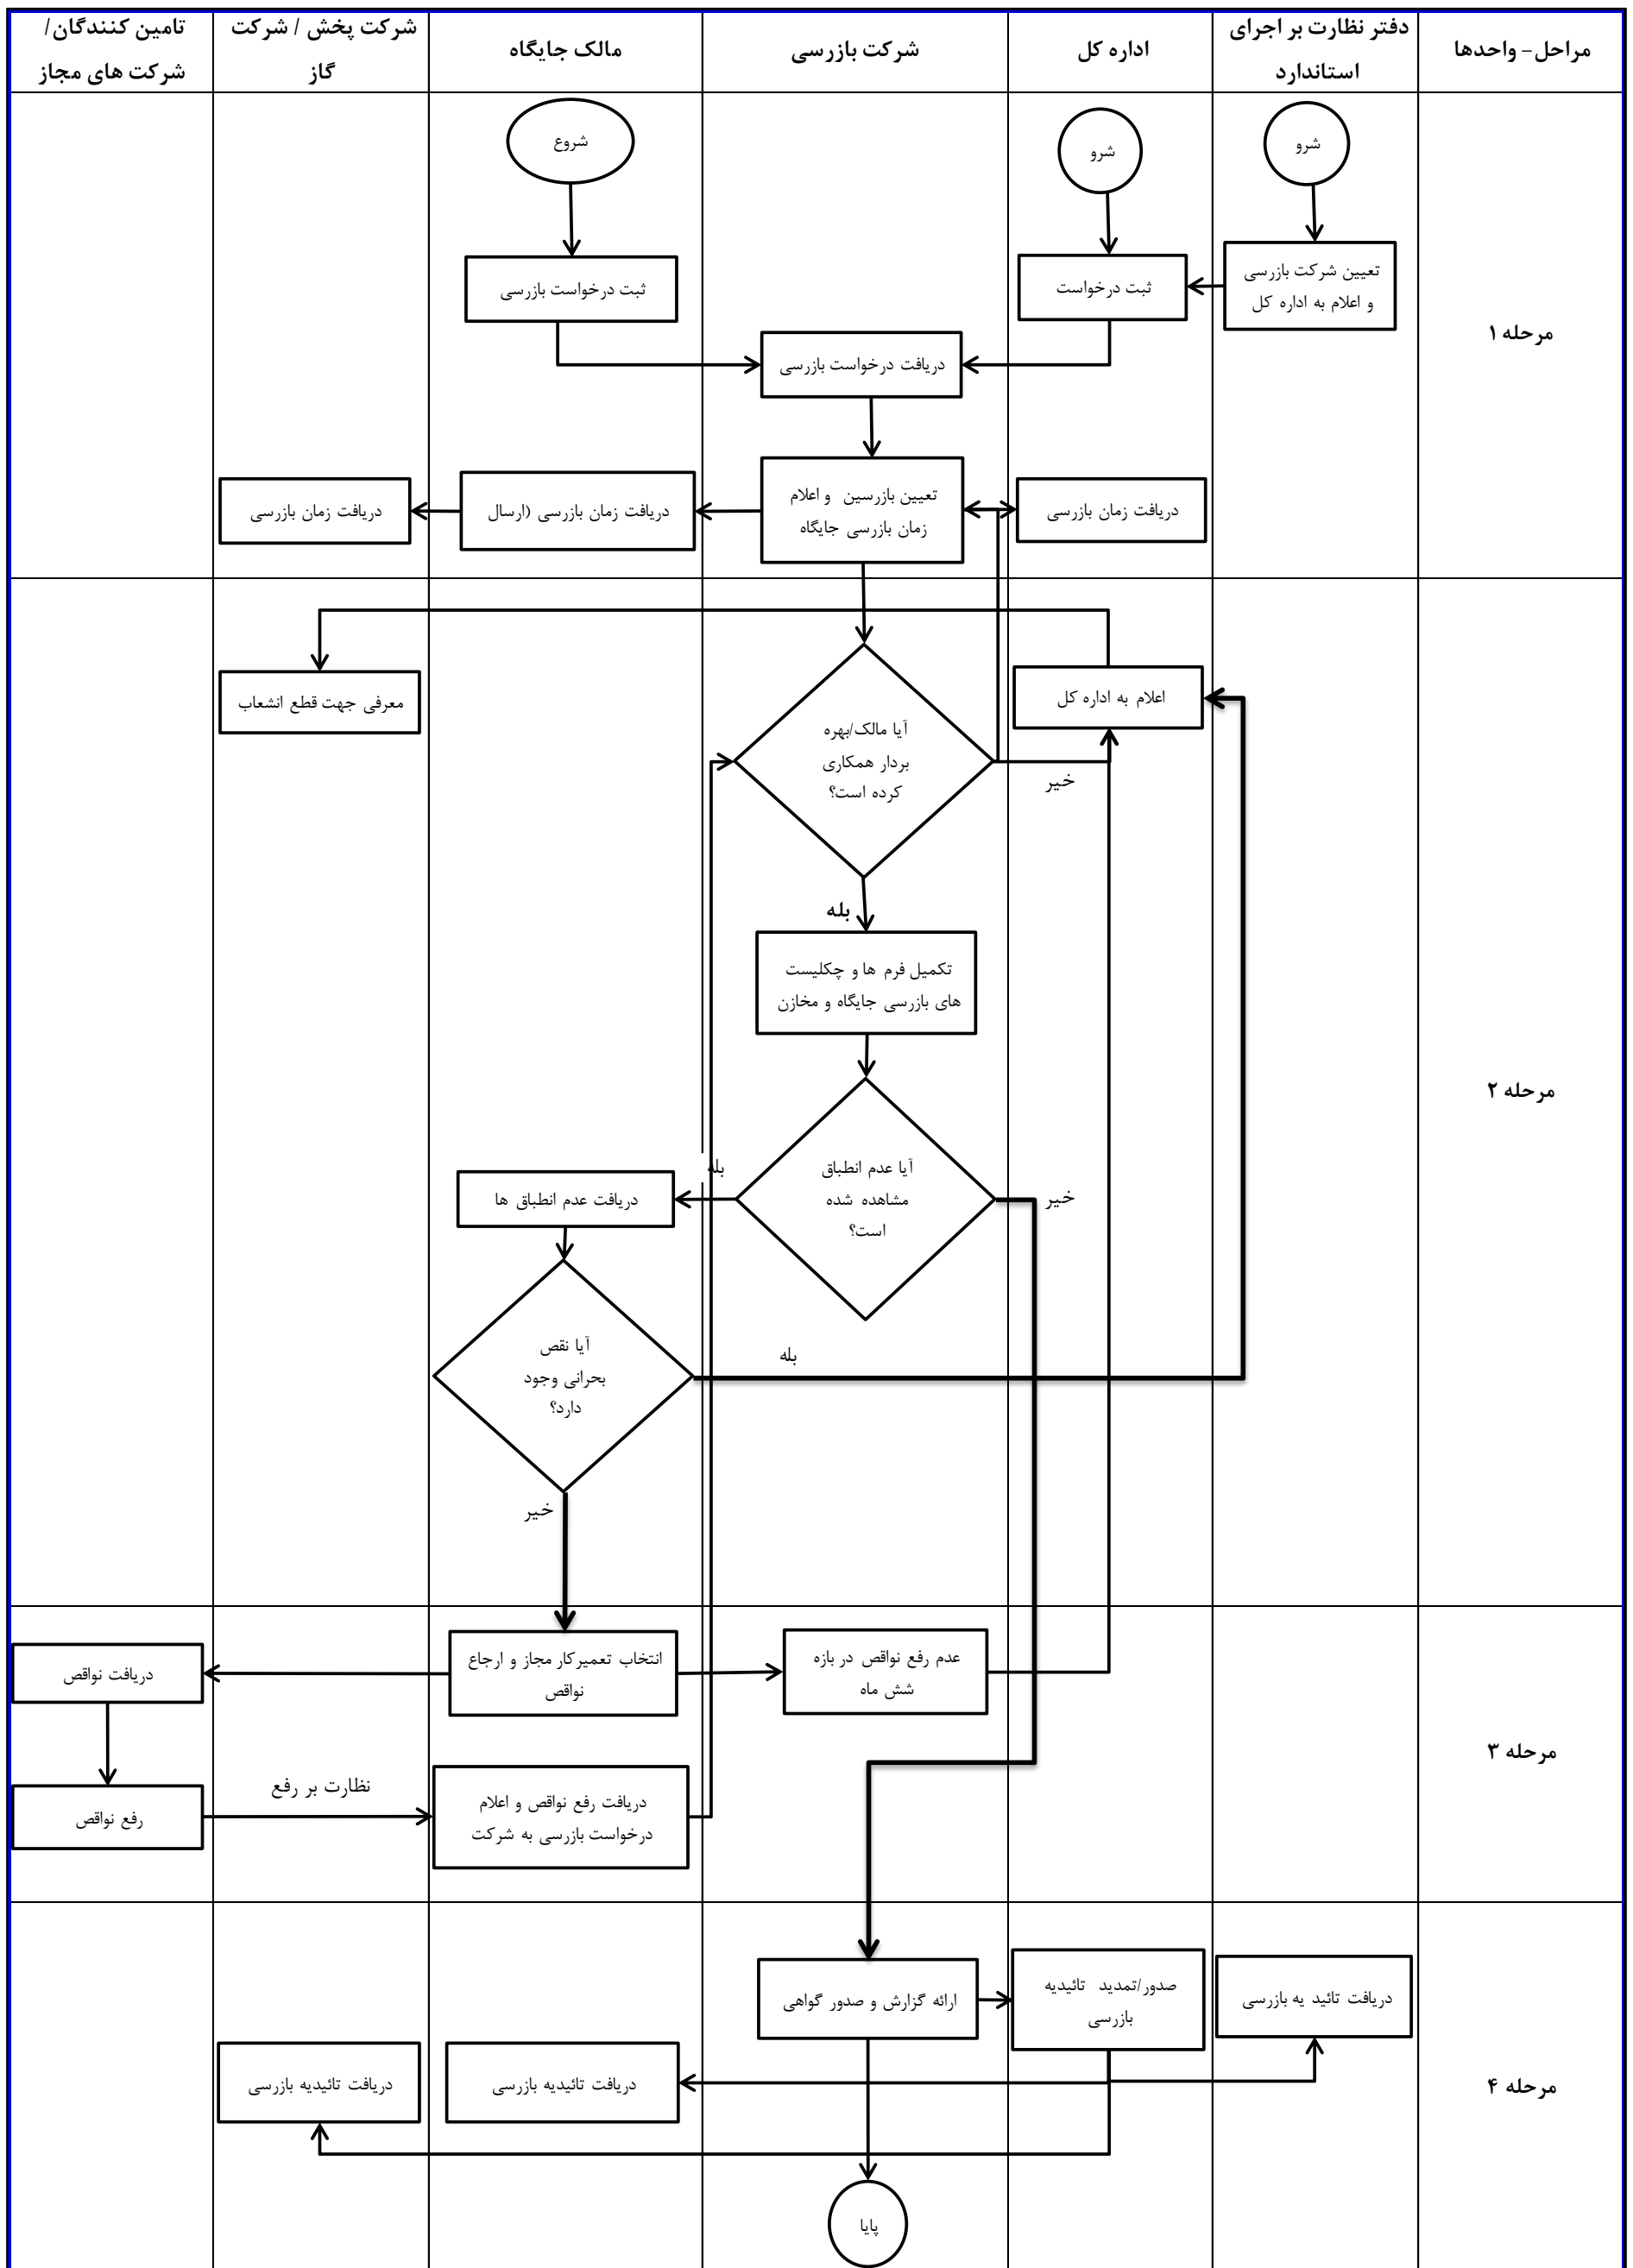 مراحل- واحدها
دفتر نظارت بر اجرای
استاندارد
اداره کل
شرکت بازرسی
مالک جایگاه
شرکت پخش / شرکت
گاز
تامین کنندگان/
شرکت های مجاز
مرحله ۱
شرو
شرو
شروع
تعیین شرکت بازرسی
و اعلام به اداره کل
ثبت درخواست
ثبت درخواست بازرسی
دریافت درخواست بازرسی
دریافت زمان بازرسی
تعیین بازرسین و اعلام
زمان بازرسی جایگاه
دریافت زمان بازرسی (ارسال
دریافت زمان بازرسی
مرحله ۲
اعلام به اداره کل
معرفی جهت قطع انشعاب
آیا مالک/بهره
بردار همکاری
کرده است؟
خیر
بله
تکمیل فرم ها و چکلیست
های بازرسی جایگاه و مخازن
آیا عدم انطباق
مشاهده شده
است؟
خیر
بله
دریافت عدم انطباق ها
آیا نقص
بحرانی وجود
دارد؟
بله
خیر
مرحله ۳
عدم رفع نواقص در بازه
شش ماه
انتخاب تعمیرکار مجاز و ارجاع
نواقص
دریافت نواقص
رفع نواقص
نظارت بر رفع
دریافت رفع نواقص و اعلام
درخواست بازرسی به شرکت
مرحله ۴
دریافت تائید یه بازرسی
صدور/تمدید تائیدیه
بازرسی
ارائه گزارش و صدور گواهی
دریافت تائیدیه بازرسی
دریافت تائیدیه بازرسی
پایا